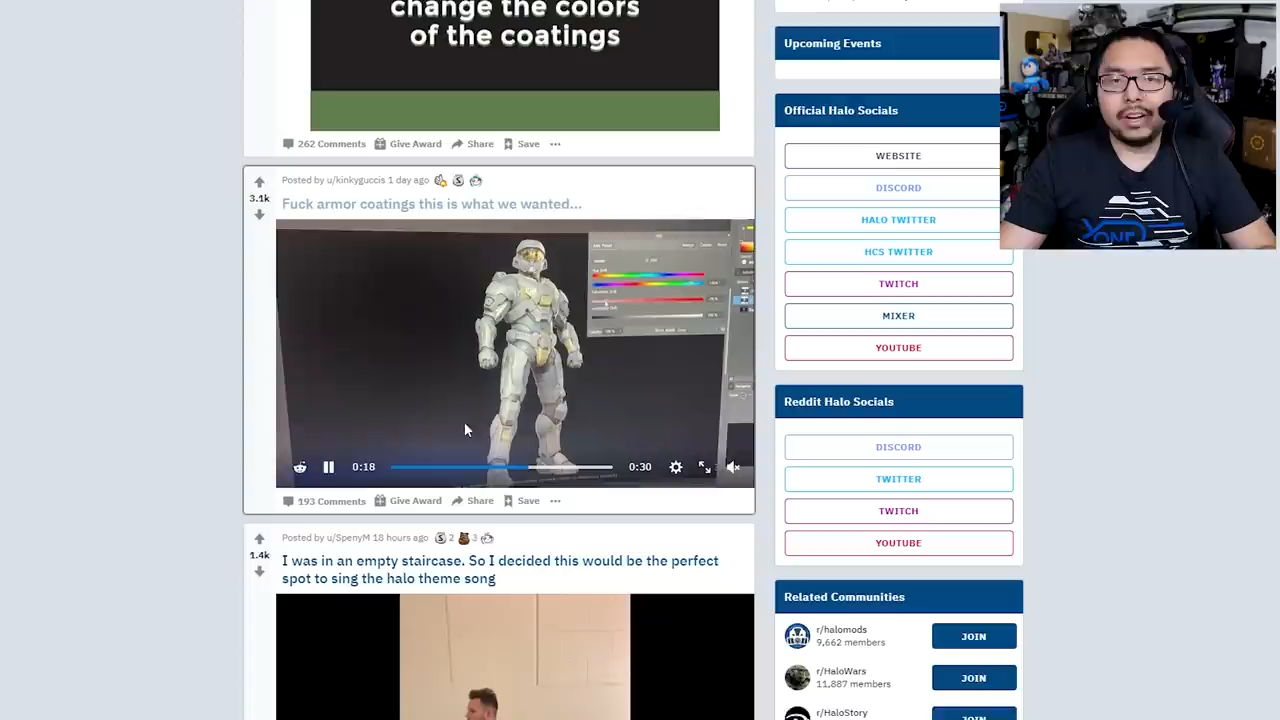 change the colors
of the coatings
262 Comments Give Award Share Save
Posted by u/kinkyguccis 1 day ago
3.1k
Fuck armor coatings this is what we wanted...
0:18
0:30
193 Comments Give Award Share Save
Posted by u/SpenyM 18 hours ago 2 3
1.4k
I was in an empty staircase. So I decided this would be the perfect
spot to sing the halo theme song
Upcoming Events
Official Halo Socials
WEBSITE
DISCORD
HALO TWITTER
HCS TWITTER
TWITCH
MIXER
YOUTUBE
Reddit Halo Socials
DISCORD
TWITTER
TWITCH
YOUTUBE
Related Communities
r/halomods
9,662 members
JOIN
r/HaloWars
11,887 members
JOIN
r/HaloStory
JOIN